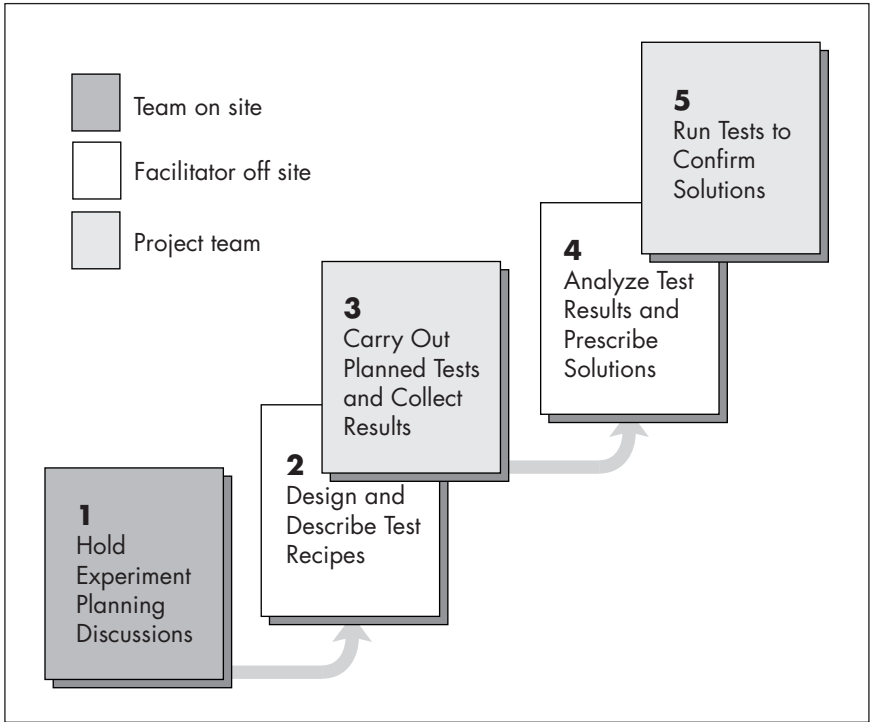 Team on site
Facilitator off site
Project team
1
Hold
Experiment
Planning
Discussions
2
Design and
Describe Test
Recipes
3
Carry Out
Planned Tests
and Collect
Results
4
Analyze Test
Results and
Prescribe
Solutions
5
Run Tests to
Confirm
Solutions